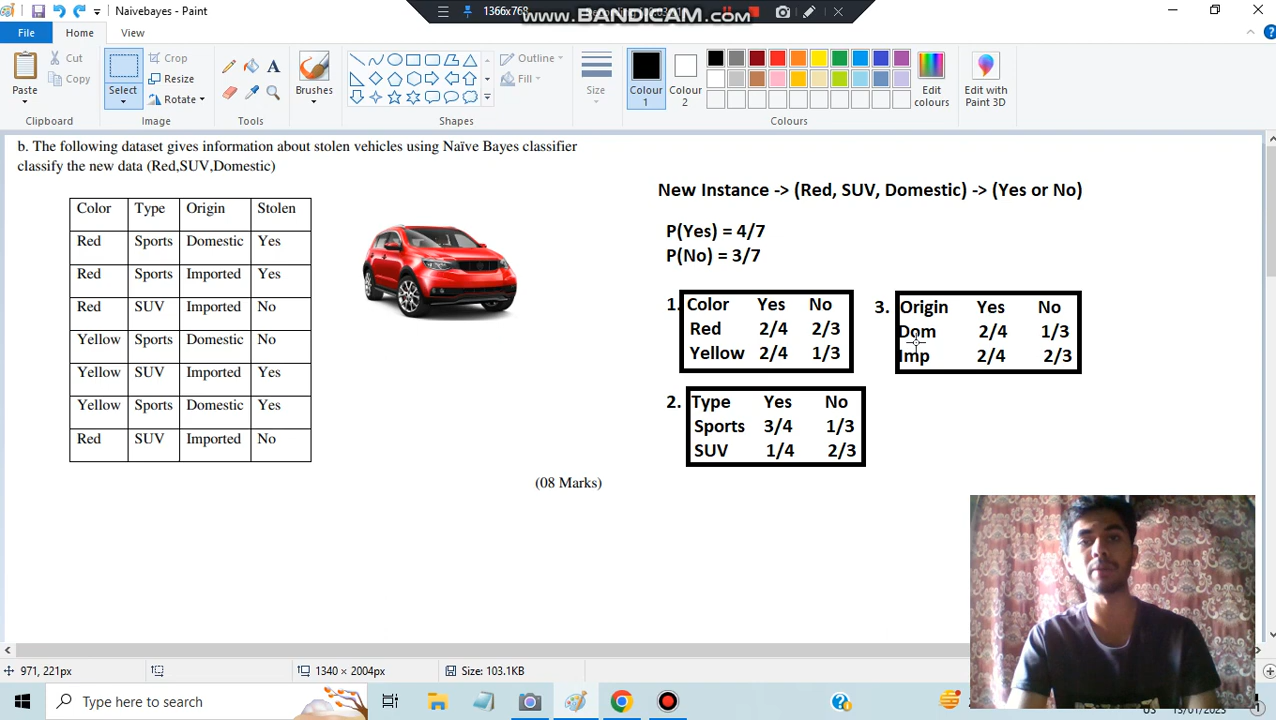 Naivebayes - Paint
1366x768
www.BANDICAM.com
File Home View
Paste
Cut
Copy
Clipboard
Select
Crop
Resize
Rotate
Image
Tools
Brushes
Shapes
Outline
Fill
Size
Colour 1
Colour 2
Colours
Edit colours
Edit with Paint 3D
b. The following dataset gives information about stolen vehicles using Naïve Bayes classifier
classify the new data (Red,SUV,Domestic)
Color Type Origin Stolen
Red Sports Domestic Yes
Red Sports Imported Yes
Red SUV Imported No
Yellow Sports Domestic No
Yellow SUV Imported Yes
Yellow Sports Domestic Yes
Red SUV Imported No
(08 Marks)
New Instance -> (Red, SUV, Domestic) -> (Yes or No)
P(Yes) = 4/7
P(No) = 3/7
1. Color Yes No
Red 2/4 2/3
Yellow 2/4 1/3
3. Origin Yes No
Dom 2/4 1/3
Imp 2/4 2/3
2. Type Yes No
Sports 3/4 1/3
SUV 1/4 2/3
971, 221px
1340 × 2004px
Size: 103.1KB
Type here to search
13/01/2023